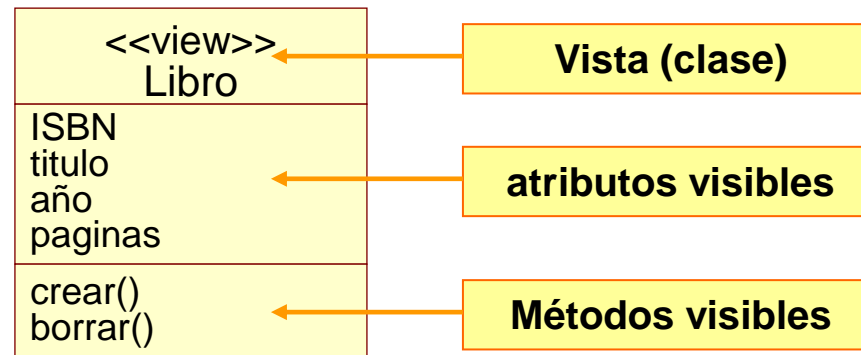 <<view>>
Libro
Vista (clase)
ISBN
titulo
año
paginas
atributos visibles
crear()
borrar()
Métodos visibles